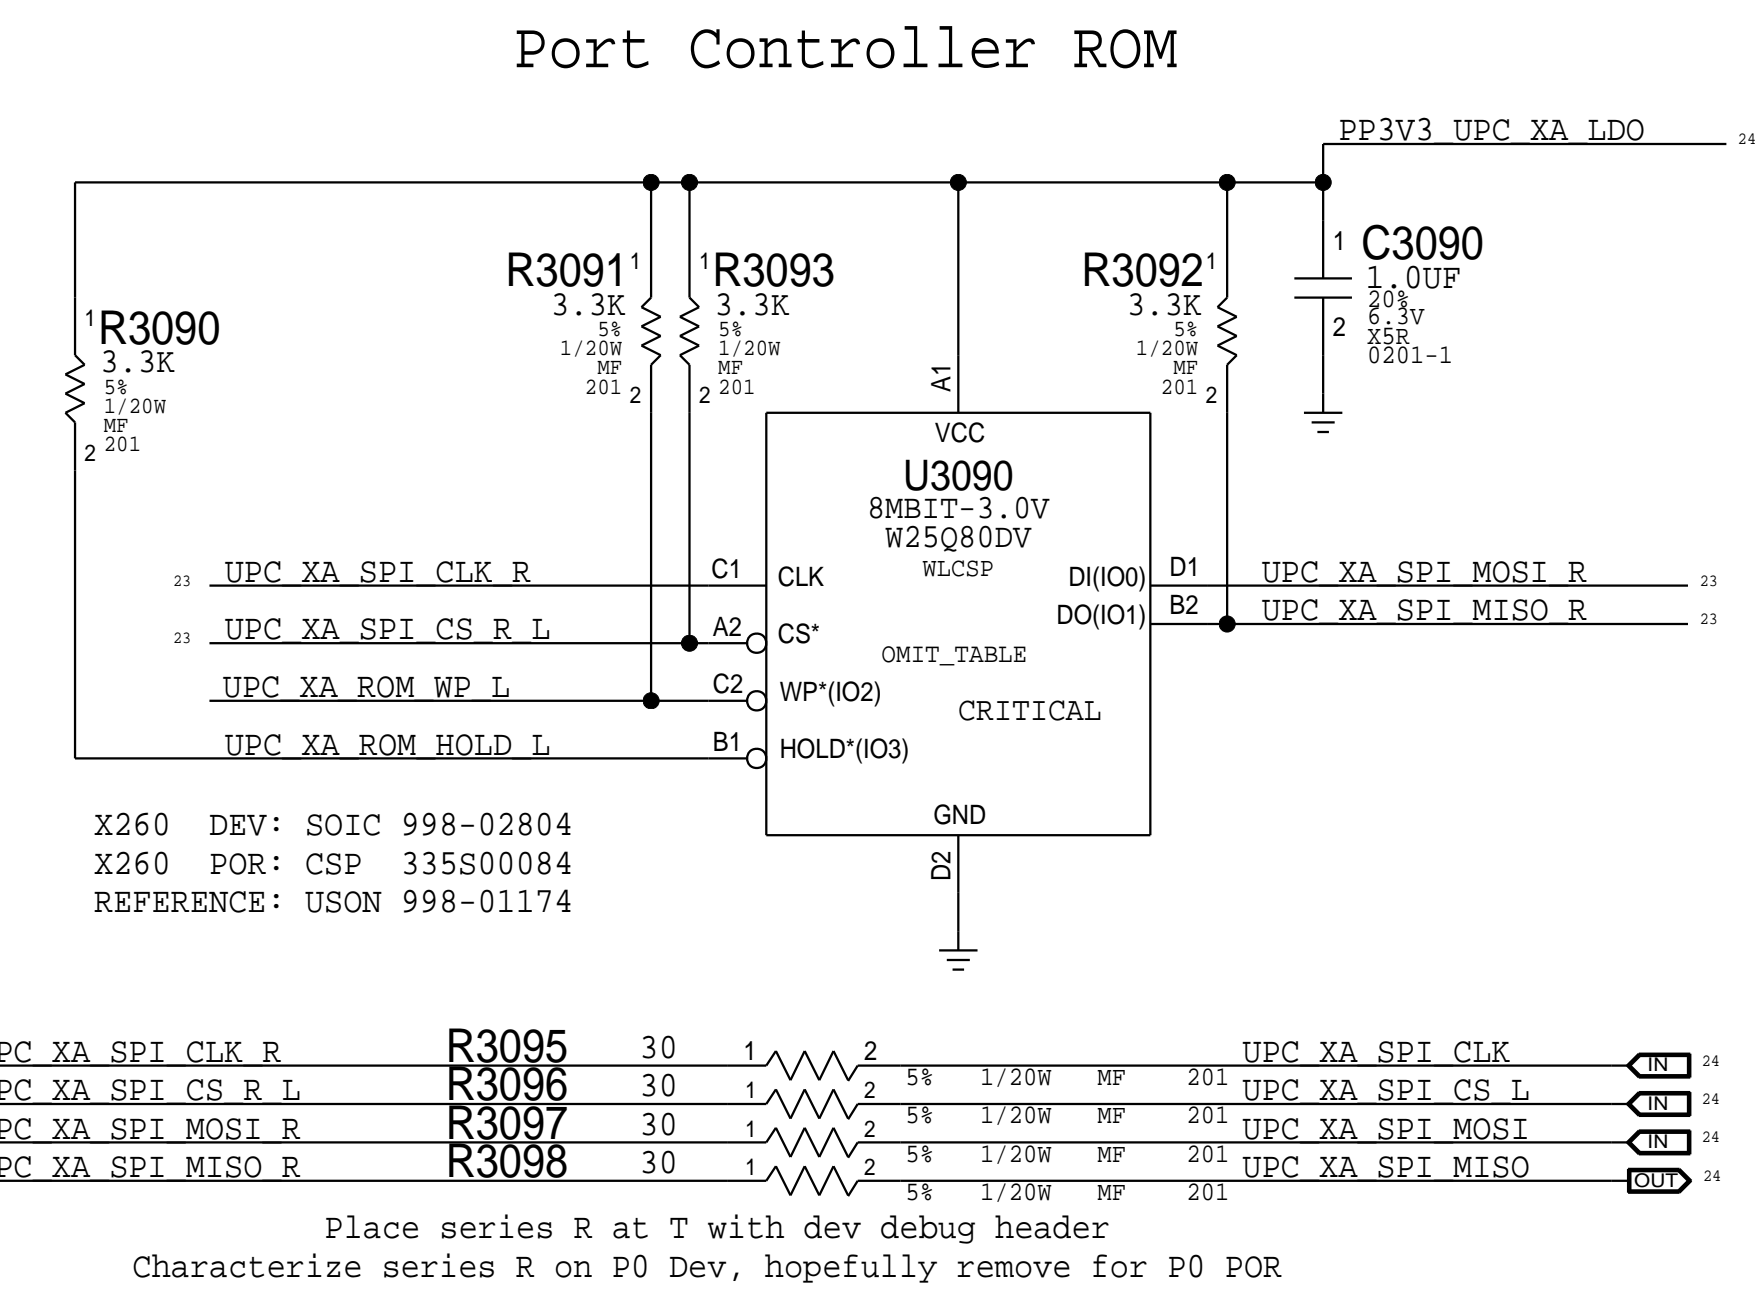 Port Controller ROM
PP3V3_UPC_XA_LDO
24
1 R3090
3.3K
5%
1/20W
MF
201
2
R3091 1
3.3K
5%
1/20W
MF
201
2
1 R3093
3.3K
5%
1/20W
MF
201
2
R3092 1
3.3K
5%
1/20W
MF
201
2
1 C3090
1.0UF
20%
6.3V
X5R
0201-1
2
A1
VCC
U3090
8MBIT-3.0V
W25Q80DV
WLCSP
OMIT_TABLE
CRITICAL
GND
D2
23 UPC_XA_SPI_CLK_R C1 CLK
23 UPC_XA_SPI_CS_R_L A2 CS*
UPC_XA_ROM_WP_L C2 WP*(IO2)
UPC_XA_ROM_HOLD_L B1 HOLD*(IO3)
DI(IO0) D1 UPC_XA_SPI_MOSI_R 23
DO(IO1) B2 UPC_XA_SPI_MISO_R 23
X260 DEV: SOIC 998-02804
X260 POR: CSP 335S00084
REFERENCE: USON 998-01174
PC_XA_SPI_CLK_R R3095 30 1 2 5% 1/20W MF 201 UPC_XA_SPI_CLK IN 24
PC_XA_SPI_CS_R_L R3096 30 1 2 5% 1/20W MF 201 UPC_XA_SPI_CS_L IN 24
PC_XA_SPI_MOSI_R R3097 30 1 2 5% 1/20W MF 201 UPC_XA_SPI_MOSI IN 24
PC_XA_SPI_MISO_R R3098 30 1 2 5% 1/20W MF 201 UPC_XA_SPI_MISO OUT 24
Place series R at T with dev debug header
Characterize series R on P0 Dev, hopefully remove for P0 POR